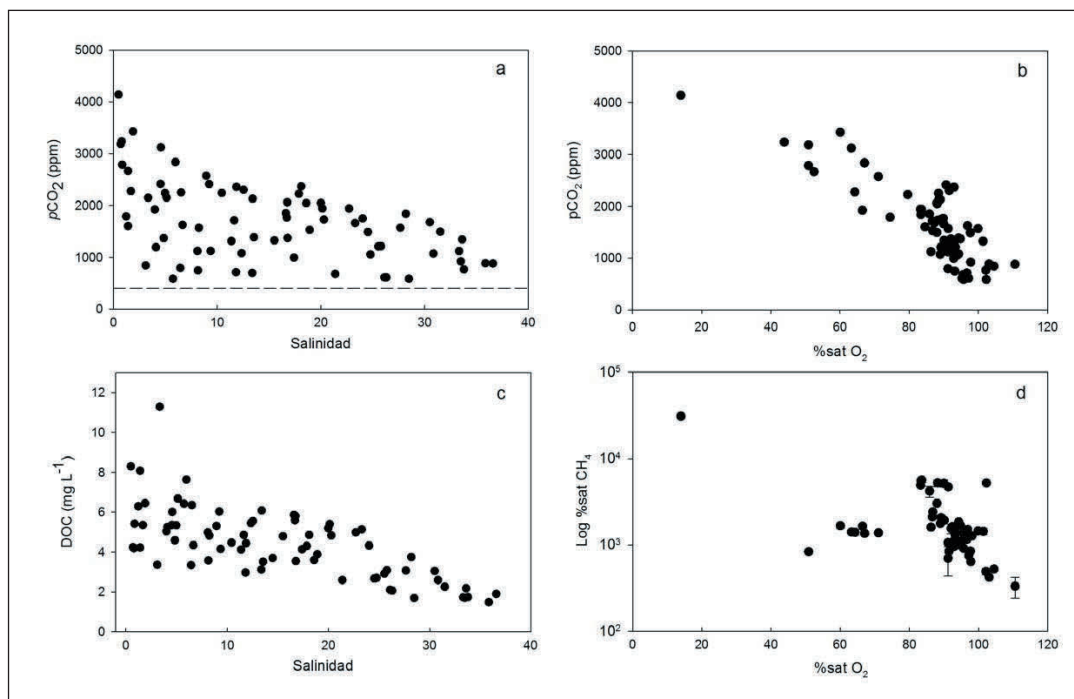 5000
4000
3000
2000
1000
0
pCO2 (ppm)
a
0 10 20 30 40
Salinidad
5000
4000
3000
2000
1000
0
pCO2 (ppm)
b
0 20 40 60 80 100 120
%sat O2
12
10
8
6
4
2
0
DOC (mg L-1)
c
0 10 20 30 40
Salinidad
10^5
10^4
10^3
10^2
Log %sat CH4
d
0 20 40 60 80 100 120
%sat O2